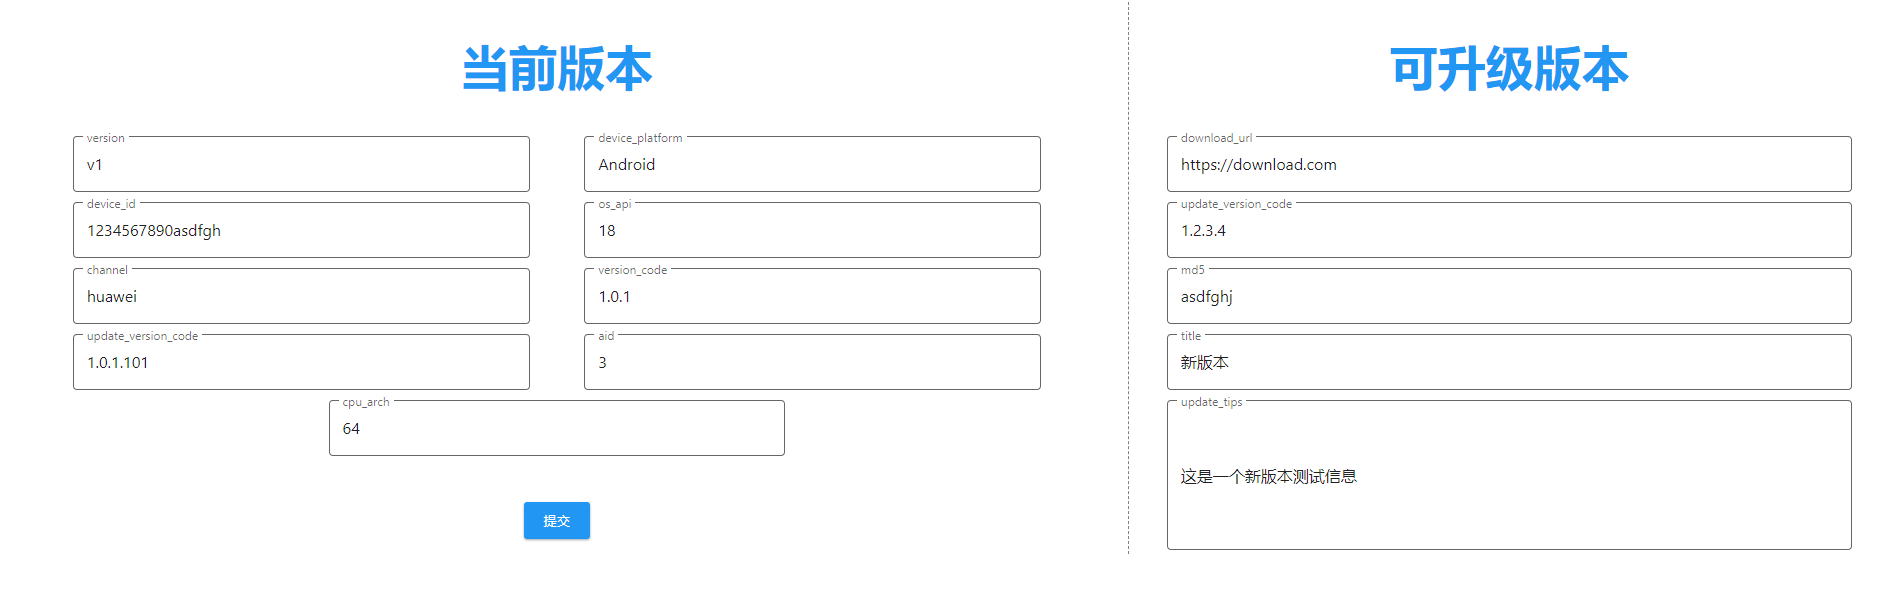 当前版本
version
v1
device_platform
Android
device_id
1234567890asdfgh
os_api
18
channel
huawei
version_code
1.0.1
update_version_code
1.0.1.101
aid
3
cpu_arch
64
提交
可升级版本
download_url
https://download.com
update_version_code
1.2.3.4
md5
asdfghj
title
新版本
update_tips
这是一个新版本测试信息